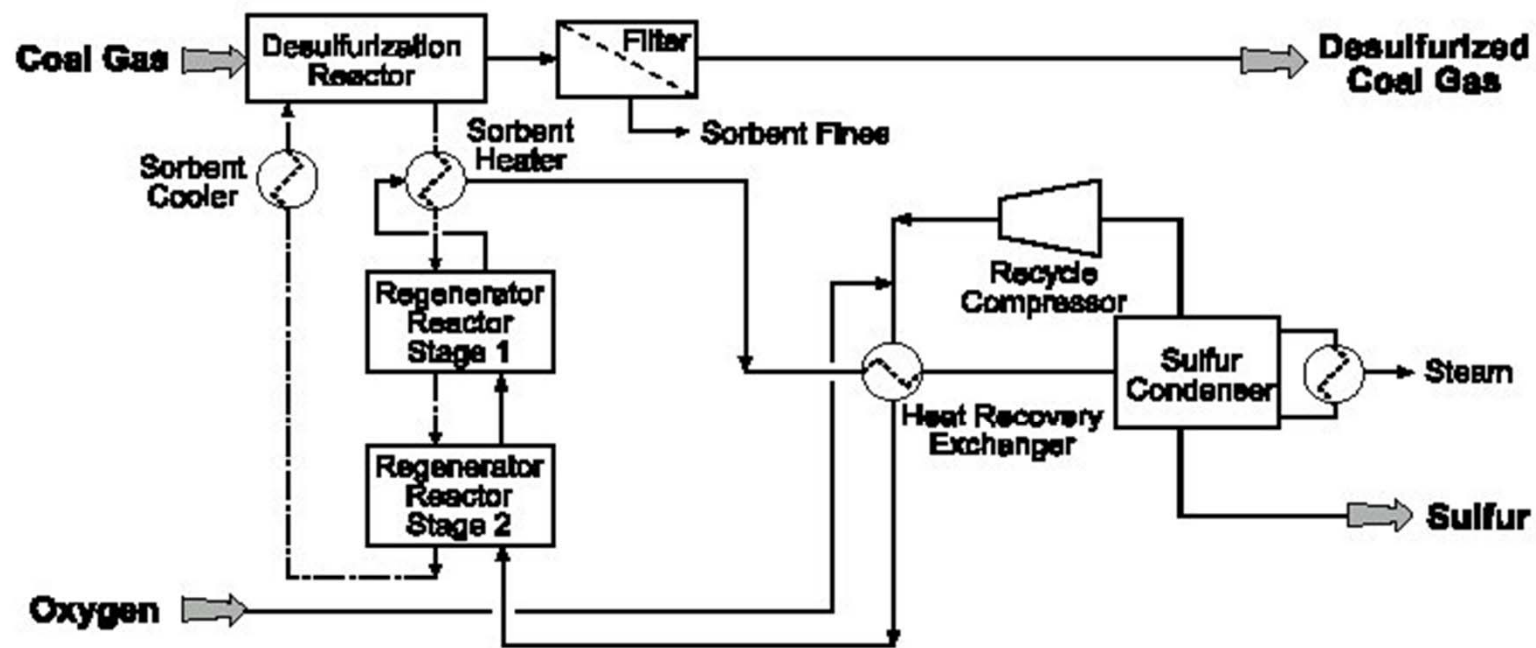 Coal Gas
Desulfurization
Reactor
Filter
Desulfurized
Coal Gas
Sorbent Fines
Sorbent
Heater
Sorbent
Cooler
Recycle
Compressor
Regenerator
Reactor
Stage 1
Sulfur
Condenser
Steam
Heat Recovery
Exchanger
Regenerator
Reactor
Stage 2
Sulfur
Oxygen